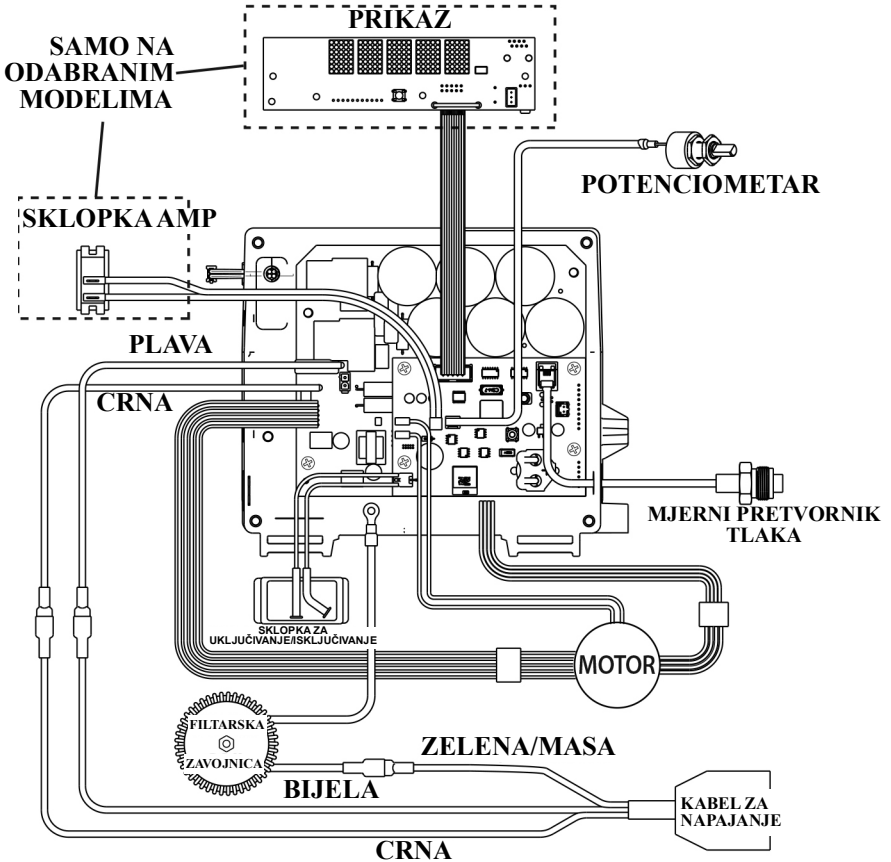 PRIKAZ
SAMO NA
ODABRANIM
MODELIMA
POTENCIOMETAR
SKLOPKA AMP
PLAVA
CRNA
MJERNI PRETVORNIK
TLAKA
SKLOPKA ZA
UKLJUČIVANJE/ISKLJUČIVANJE
MOTOR
FILTARSKA
ZAVOJNICA
ZELENA/MASA
BIJELA
KABEL ZA
NAPAJANJE
CRNA